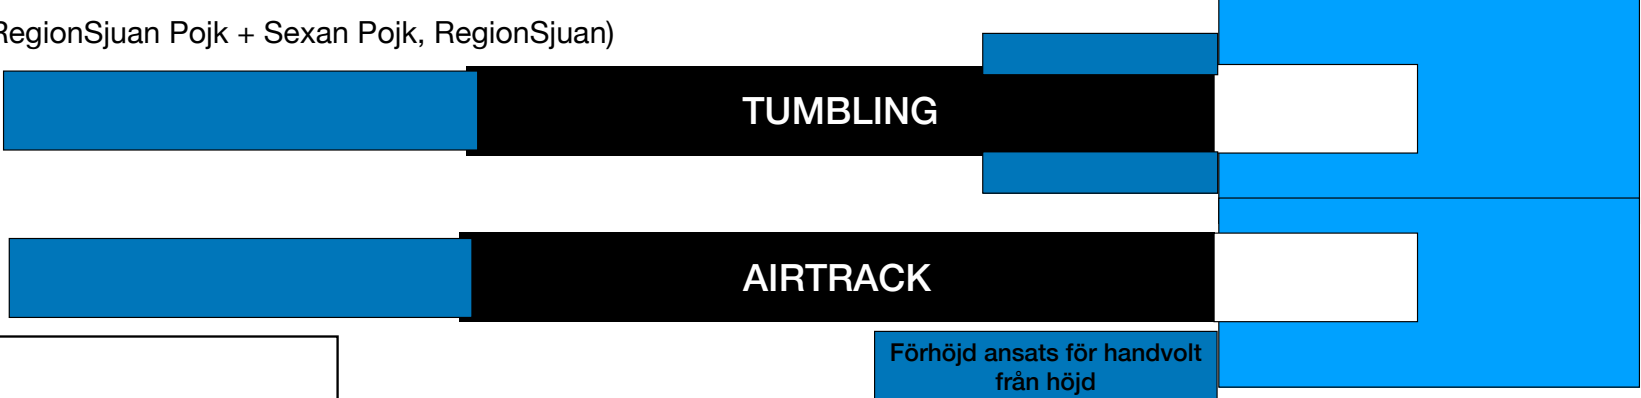 RegionSjuan Pojk + Sexan Pojk, RegionSjuan)
TUMBLING
AIRTRACK
Förhöjd ansats för handvolt
från höjd